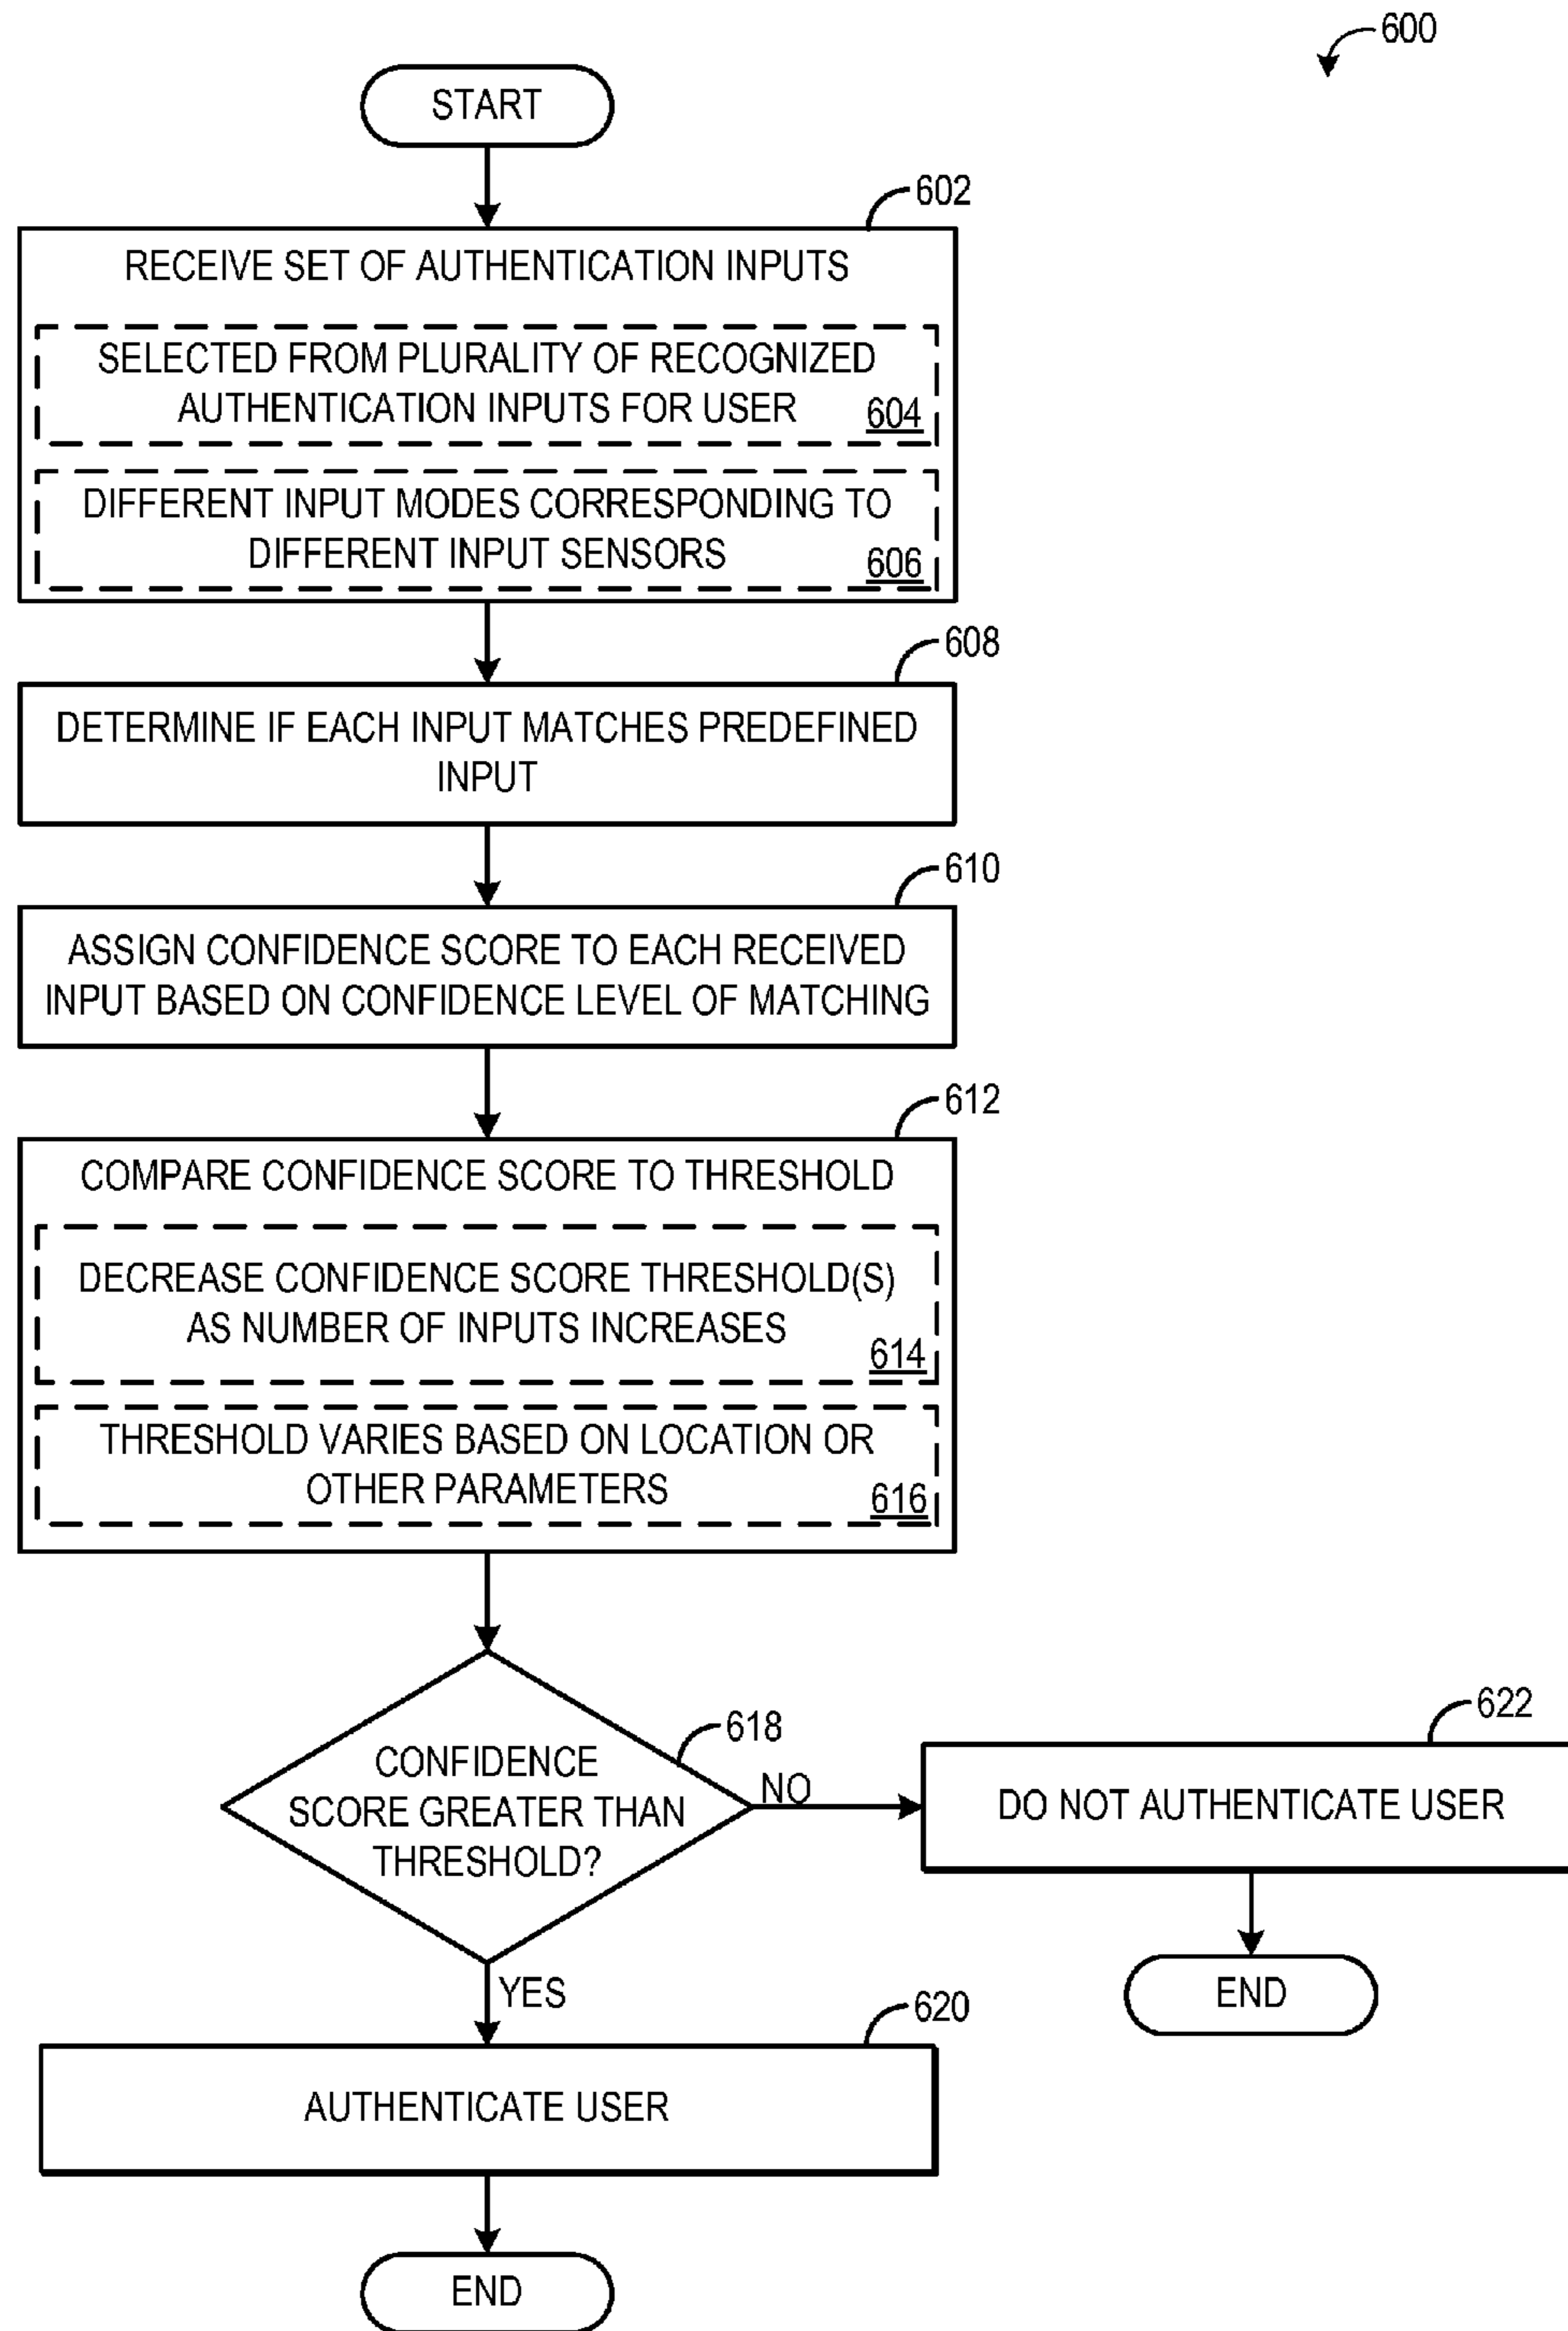 600
START
602
RECEIVE SET OF AUTHENTICATION INPUTS
SELECTED FROM PLURALITY OF RECOGNIZED
AUTHENTICATION INPUTS FOR USER
604
DIFFERENT INPUT MODES CORRESPONDING TO
DIFFERENT INPUT SENSORS
606
608
DETERMINE IF EACH INPUT MATCHES PREDEFINED
INPUT
610
ASSIGN CONFIDENCE SCORE TO EACH RECEIVED
INPUT BASED ON CONFIDENCE LEVEL OF MATCHING
612
COMPARE CONFIDENCE SCORE TO THRESHOLD
DECREASE CONFIDENCE SCORE THRESHOLD(S)
AS NUMBER OF INPUTS INCREASES
614
THRESHOLD VARIES BASED ON LOCATION OR
OTHER PARAMETERS
616
618
CONFIDENCE
SCORE GREATER THAN
THRESHOLD?
NO
622
DO NOT AUTHENTICATE USER
END
YES
620
AUTHENTICATE USER
END